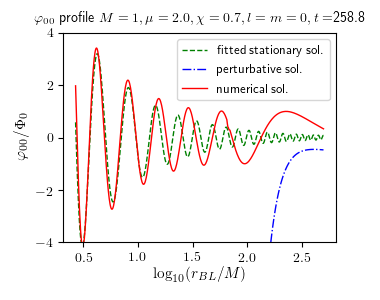 φ₀₀ profile M = 1, μ = 2.0, χ = 0.7, l = m = 0, t =258.8
fitted stationary sol.
perturbative sol.
numerical sol.
φ₀₀/Φ₀
4
2
0
−2
−4
0.5 1.0 1.5 2.0 2.5
log₁₀(r_BL/M)